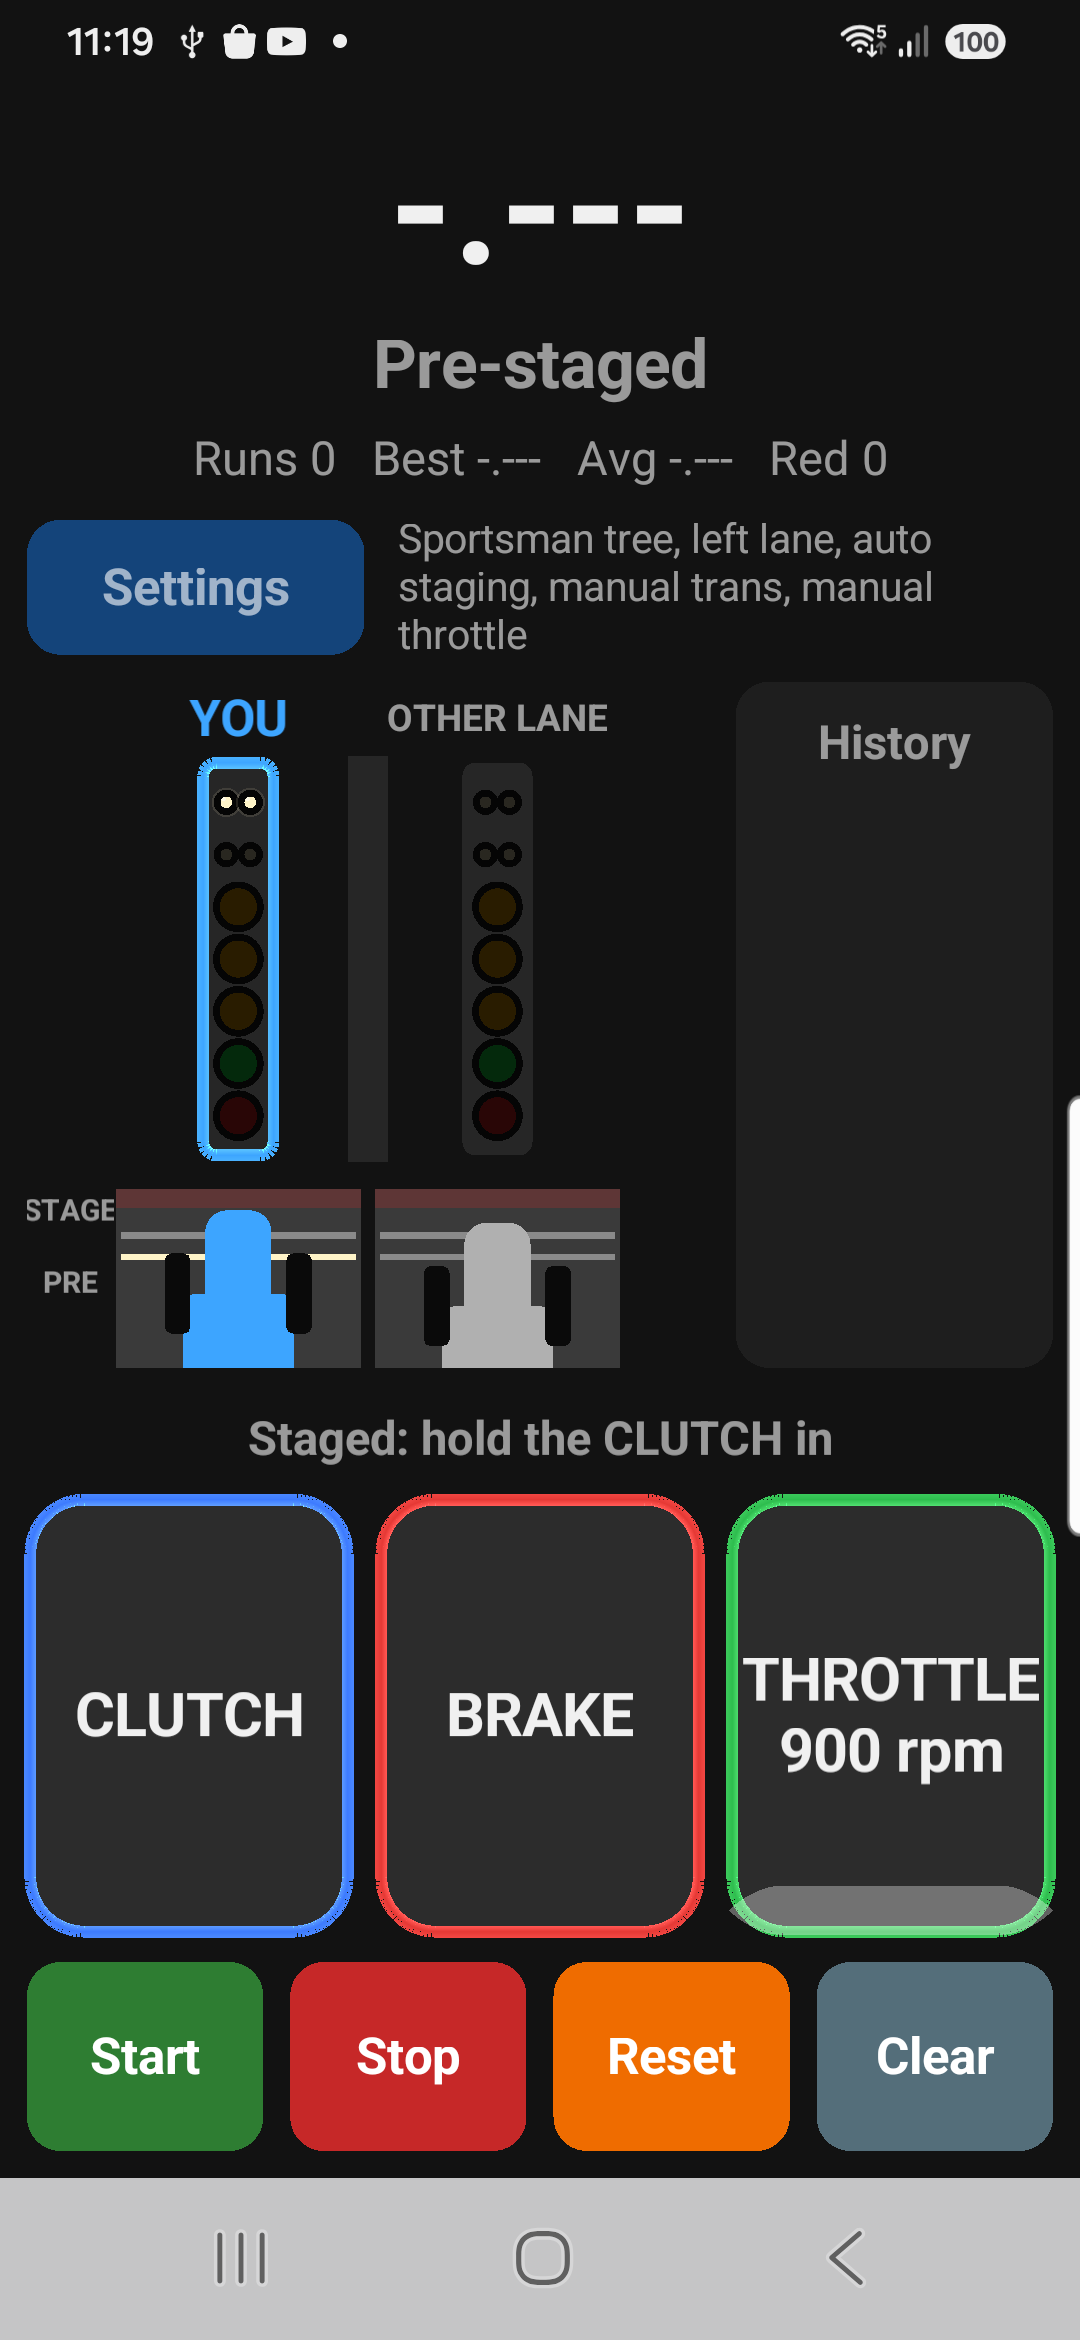 11:19
5
100
-.---
Pre-staged
Runs 0 Best -.--- Avg -.--- Red 0
Settings
Sportsman tree, left lane, auto
staging, manual trans, manual
throttle
YOU
OTHER LANE
History
STAGE
PRE
Staged: hold the CLUTCH in
CLUTCH
BRAKE
THROTTLE
900 rpm
Start
Stop
Reset
Clear